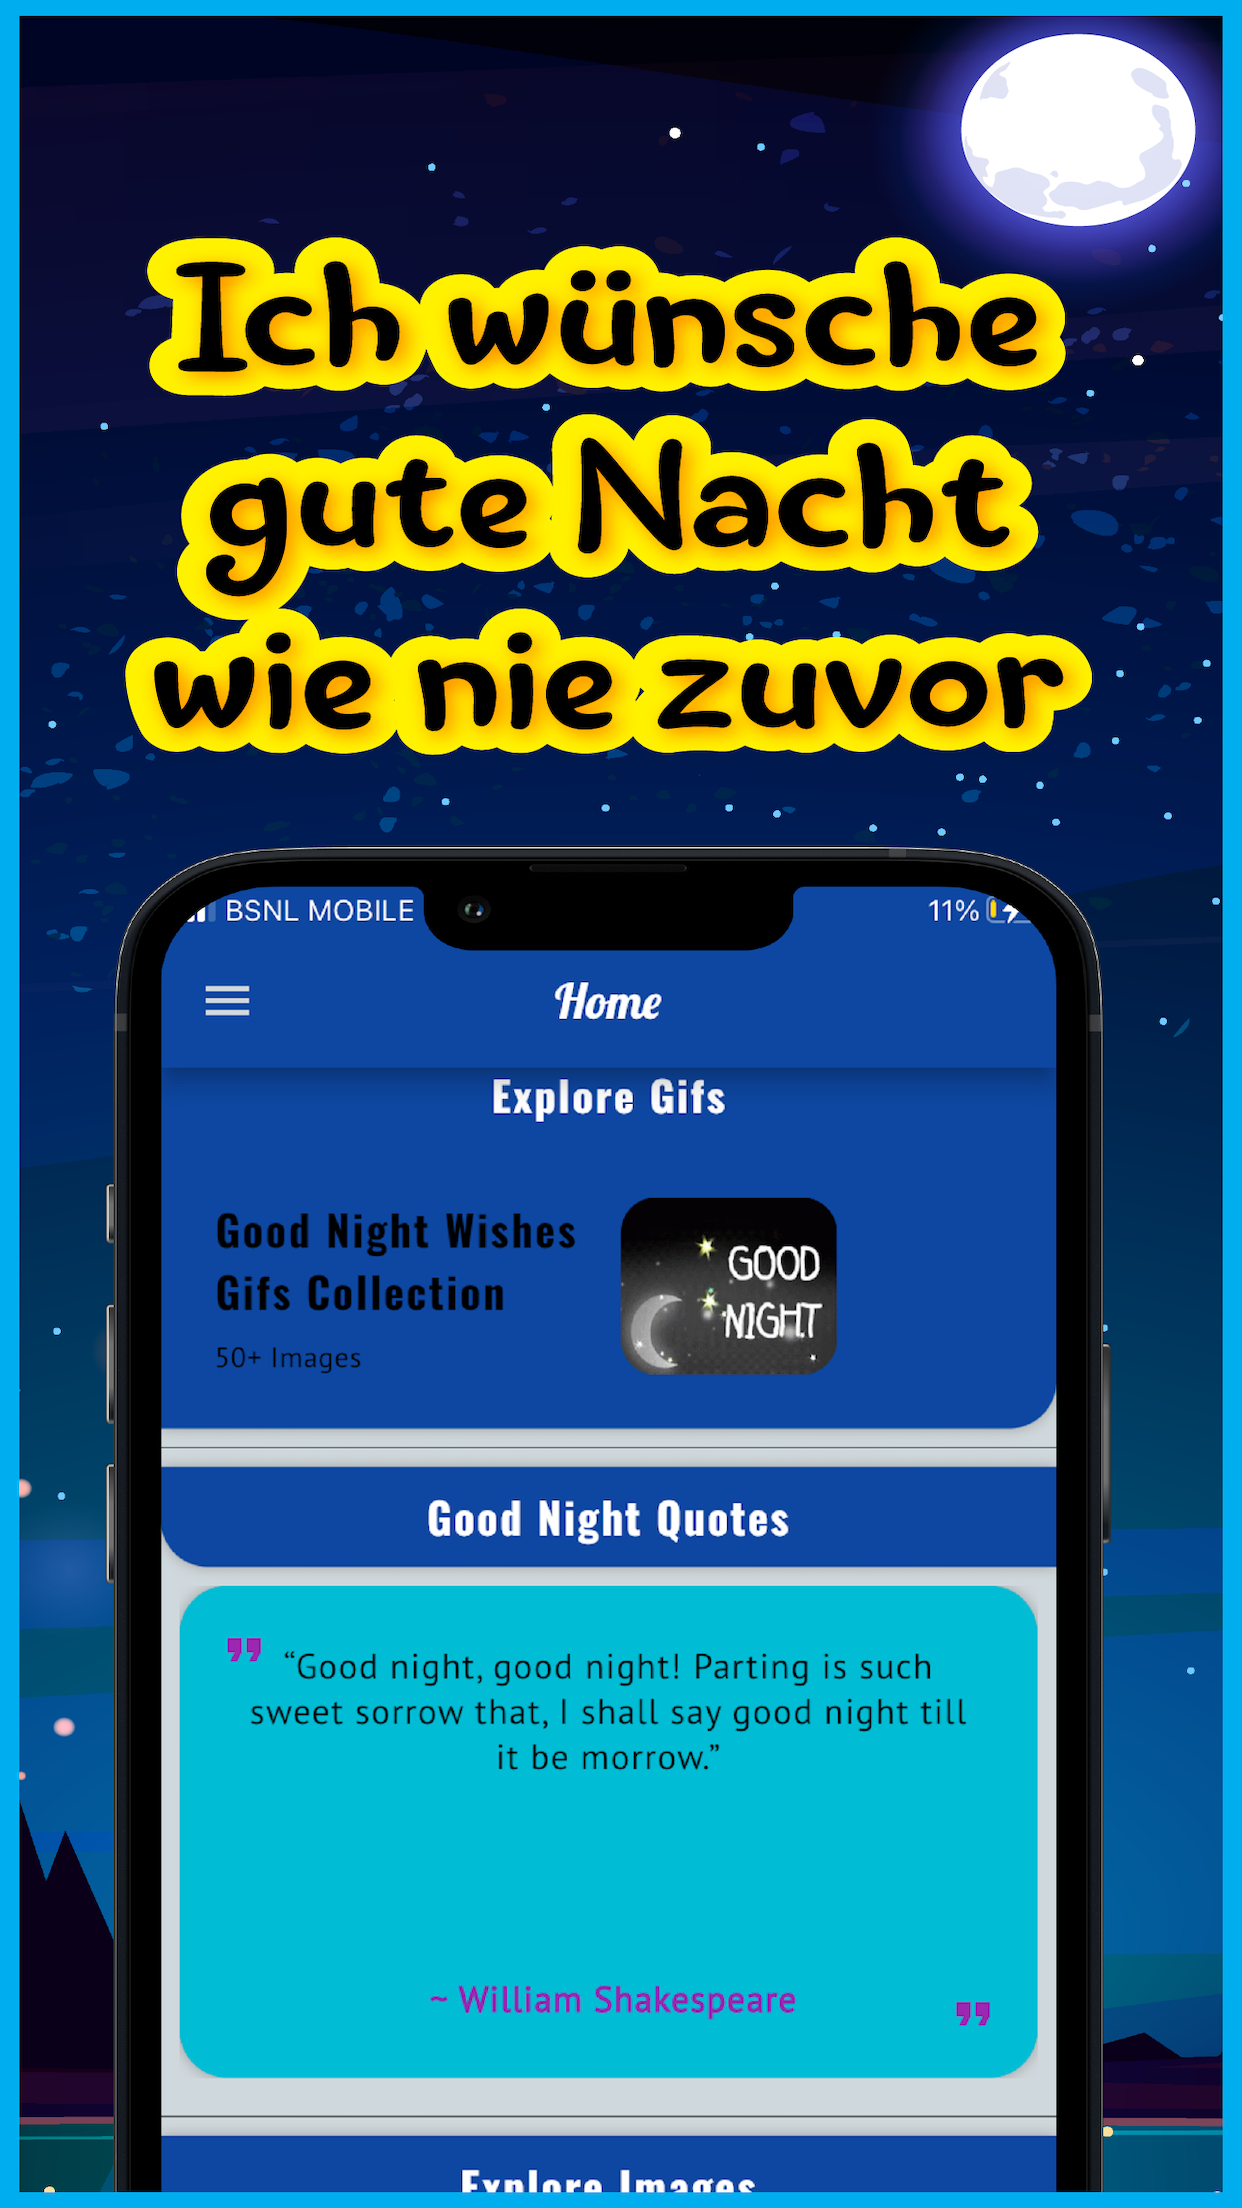 Ich wünsche
gute Nacht
wie nie zuvor
BSNL MOBILE
11%
Home
Explore Gifs
Good Night Wishes
Gifs Collection
50+ Images
GOOD
NIGHT
Good Night Quotes
“Good night, good night! Parting is such
sweet sorrow that, I shall say good night till
it be morrow.”
~ William Shakespeare
Explore Images